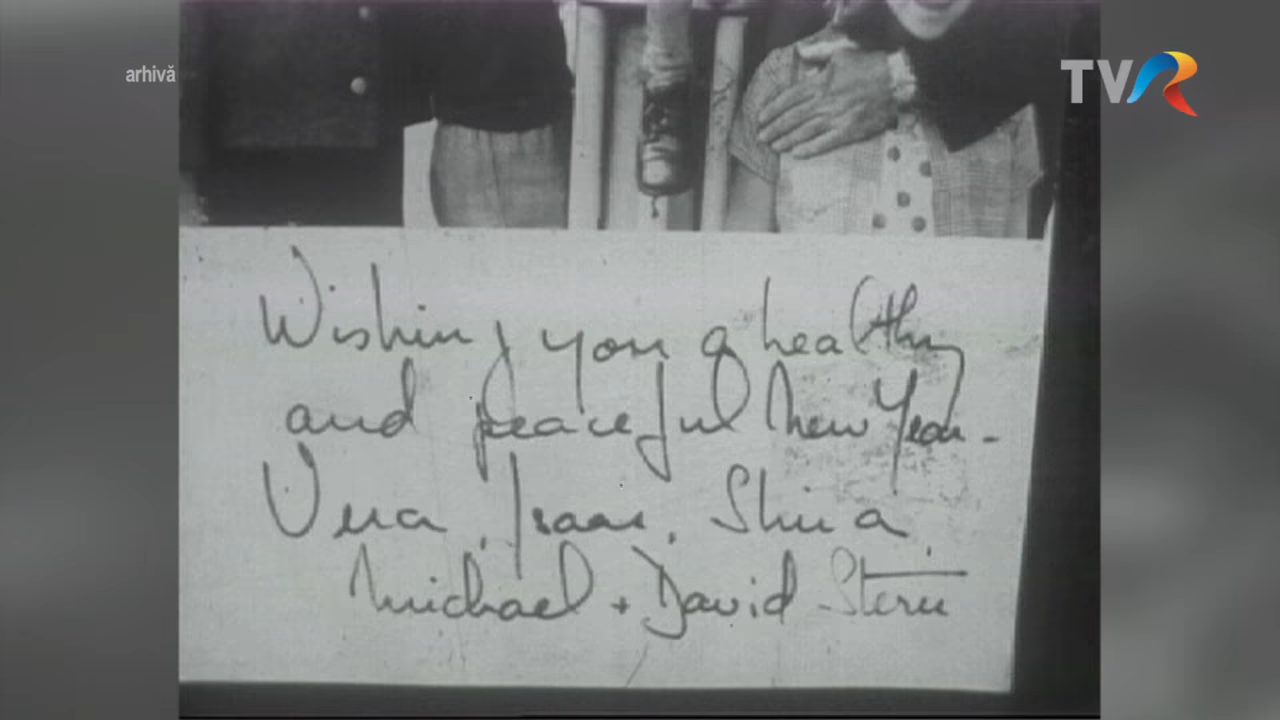 arhivă
TVR
Wishing you a healthy
and peaceful New Year.
Vera, Isaac, Shira,
Michael + David Stern